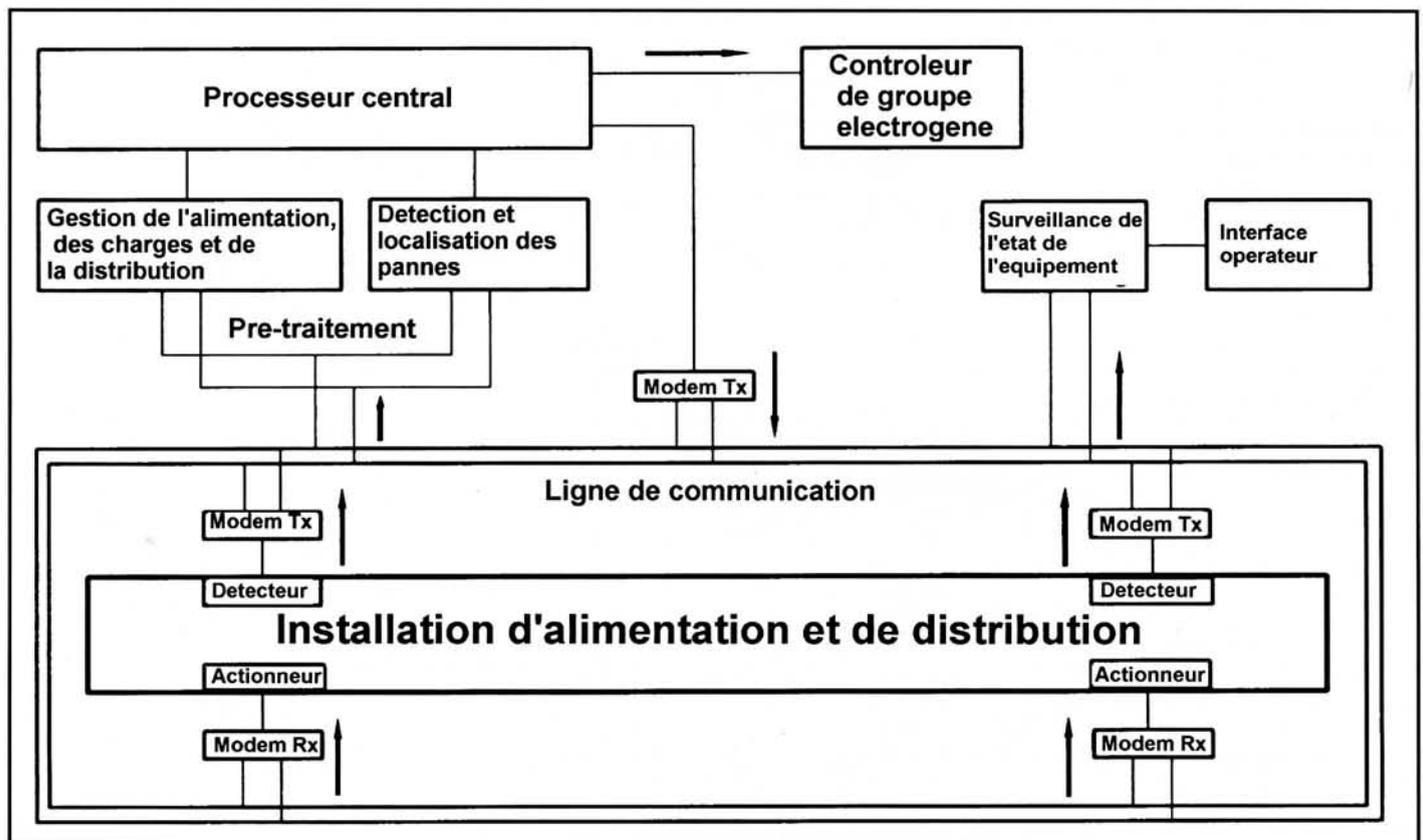 Processeur central
Controleur
de groupe
electrogene
Gestion de l'alimentation,
des charges et de
la distribution
Detection et
localisation des
pannes
Surveillance de
l'etat de
l'equipement
Interface
operateur
Pre-traitement
Modem Tx
Ligne de communication
Modem Tx
Modem Tx
Detecteur
Detecteur
Installation d'alimentation et de distribution
Actionneur
Actionneur
Modem Rx
Modem Rx